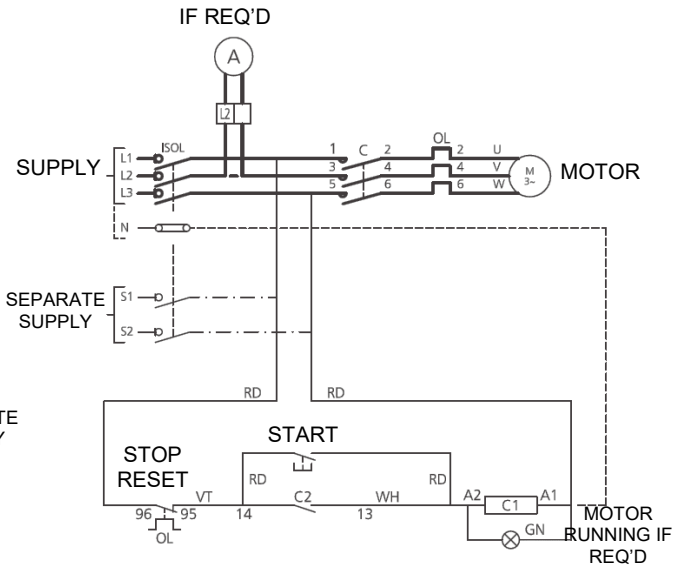 IF REQ'D
A
L2
ISOL
1 C 2 OL 2 U
SUPPLY L1
3 4 4 V M MOTOR
L2
5 6 6 W 3~
L3
N
SEPARATE S1
SUPPLY
S2
RD RD
TE
START
STOP
RESET
RD RD
VT C2 WH A2 C1 A1
96 95 14 13
OL
GN MOTOR
RUNNING IF
REQ'D